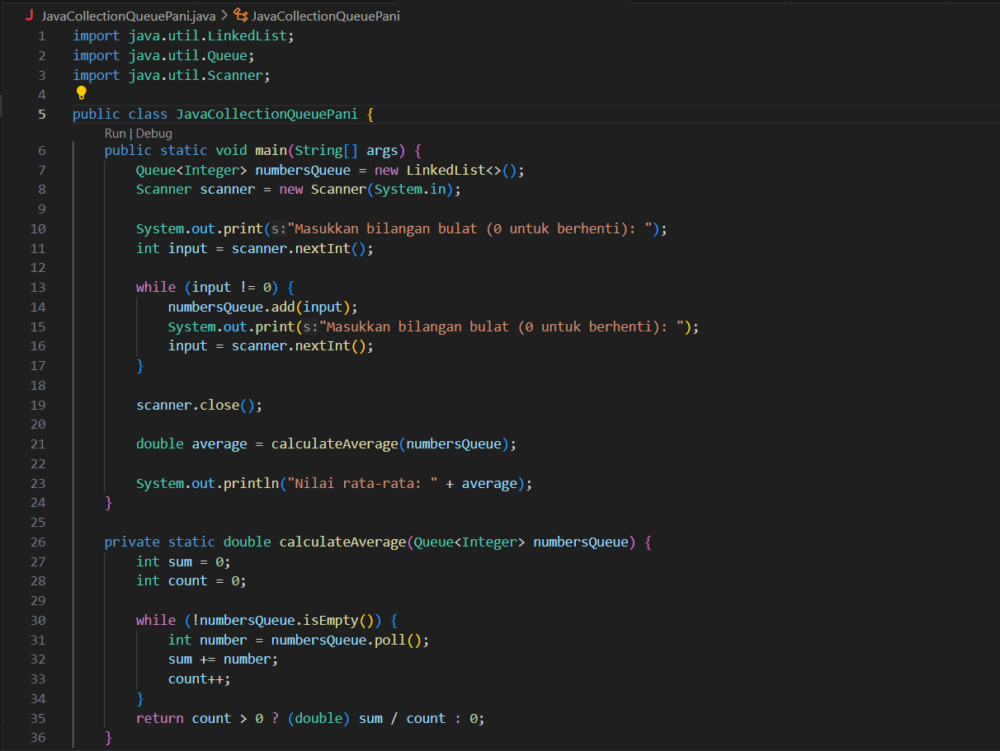 J JavaCollectionQueuePani.java > JavaCollectionQueuePani
1 import java.util.LinkedList;
2 import java.util.Queue;
3 import java.util.Scanner;
4
5 public class JavaCollectionQueuePani {
Run | Debug
6 public static void main(String[] args) {
7 Queue<Integer> numbersQueue = new LinkedList<>();
8 Scanner scanner = new Scanner(System.in);
9
10 System.out.print(s:"Masukkan bilangan bulat (0 untuk berhenti): ");
11 int input = scanner.nextInt();
12
13 while (input != 0) {
14 numbersQueue.add(input);
15 System.out.print(s:"Masukkan bilangan bulat (0 untuk berhenti): ");
16 input = scanner.nextInt();
17 }
18
19 scanner.close();
20
21 double average = calculateAverage(numbersQueue);
22
23 System.out.println("Nilai rata-rata: " + average);
24 }
25
26 private static double calculateAverage(Queue<Integer> numbersQueue) {
27 int sum = 0;
28 int count = 0;
29
30 while (!numbersQueue.isEmpty()) {
31 int number = numbersQueue.poll();
32 sum += number;
33 count++;
34 }
35 return count > 0 ? (double) sum / count : 0;
36 }